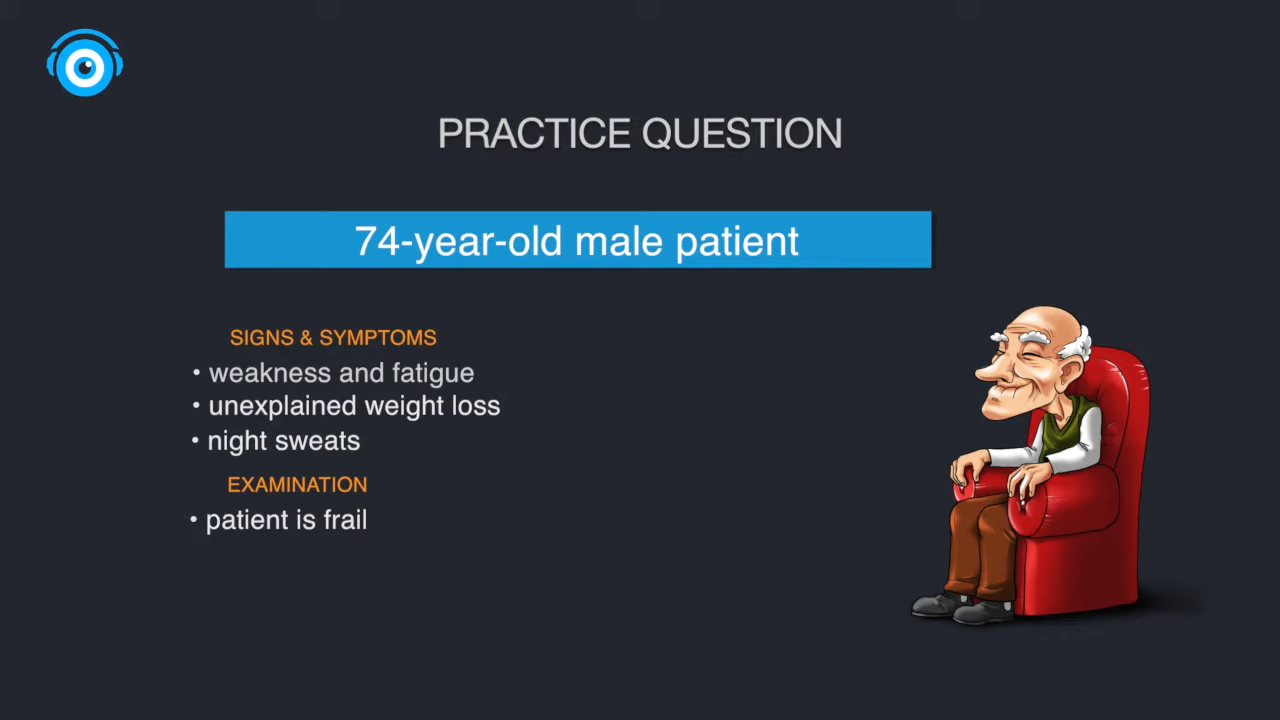 PRACTICE QUESTION
74-year-old male patient
SIGNS & SYMPTOMS
• weakness and fatigue
• unexplained weight loss
• night sweats
EXAMINATION
• patient is frail